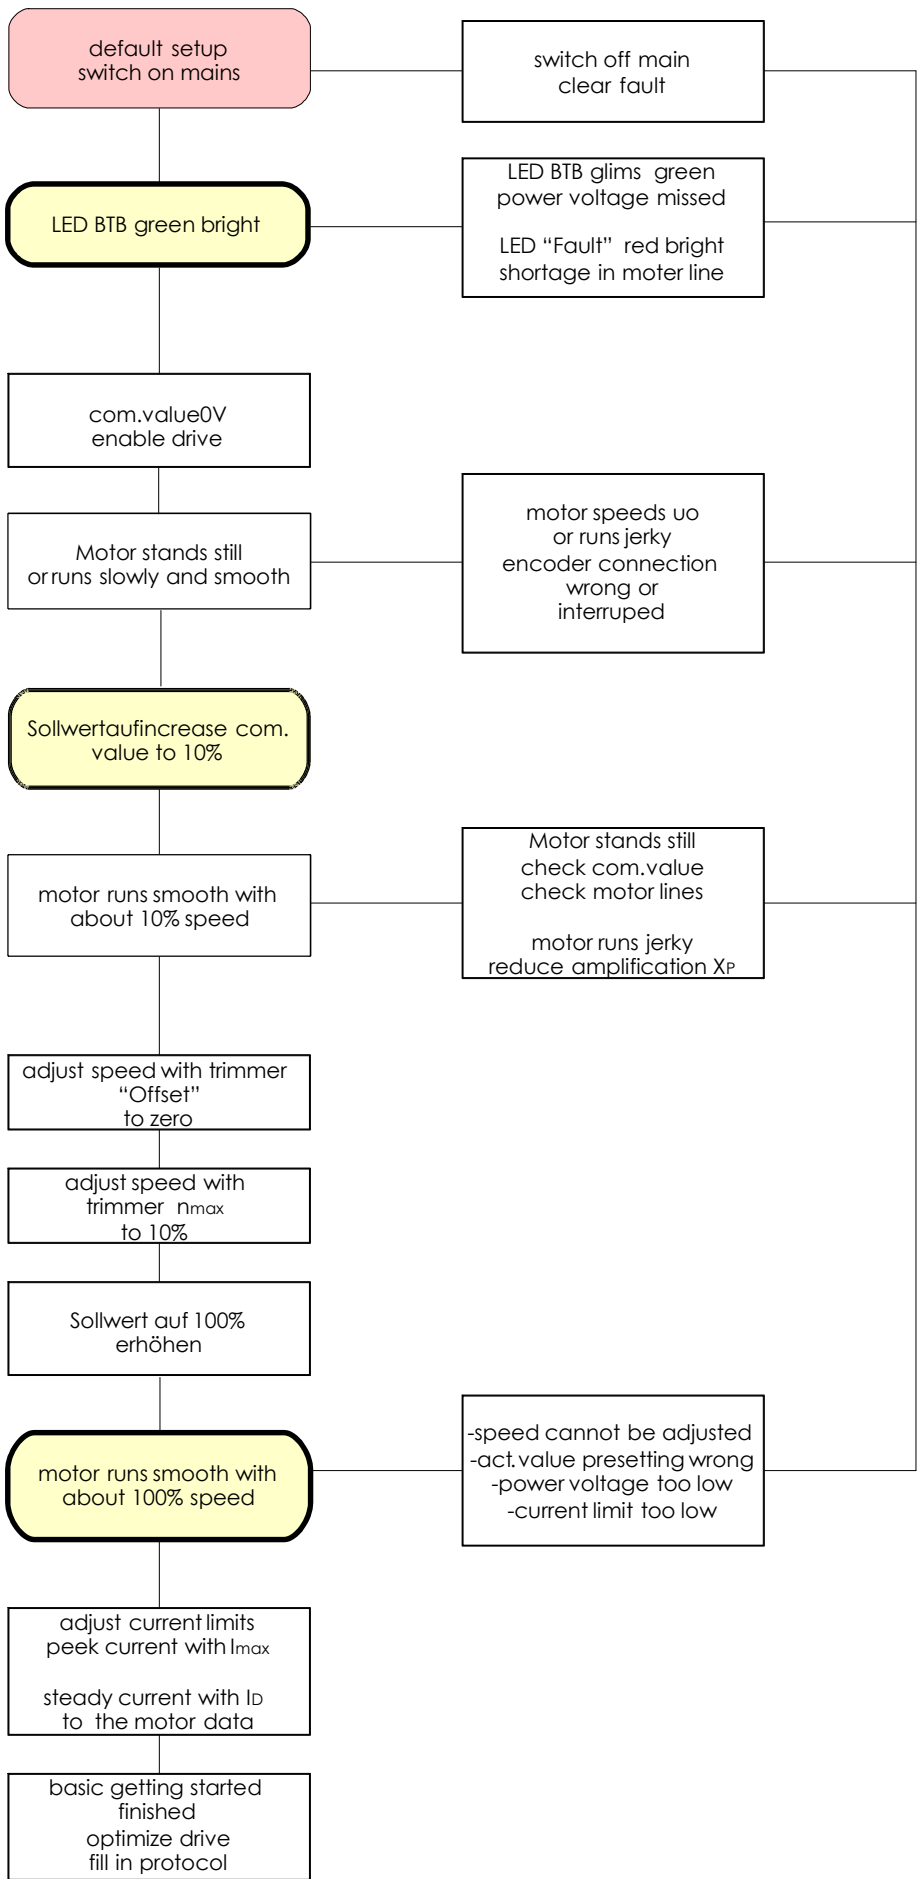 default setup
switch on mains
switch off main
clear fault
LED BTB green bright
LED BTB glims green
power voltage missed
LED “Fault” red bright
shortage in moter line
com.value0V
enable drive
Motor stands still
or runs slowly and smooth
motor speeds uo
or runs jerky
encoder connection
wrong or
interruped
Sollwertaufincrease com.
value to 10%
motor runs smooth with
about 10% speed
Motor stands still
check com.value
check motor lines
motor runs jerky
reduce amplification XP
adjust speed with trimmer
“Offset”
to zero
adjust speed with
trimmer nmax
to 10%
Sollwert auf 100%
erhöhen
motor runs smooth with
about 100% speed
-speed cannot be adjusted
-act.value presetting wrong
-power voltage too low
-current limit too low
adjust current limits
peek current with Imax
steady current with ID
to the motor data
basic getting started
finished
optimize drive
fill in protocol